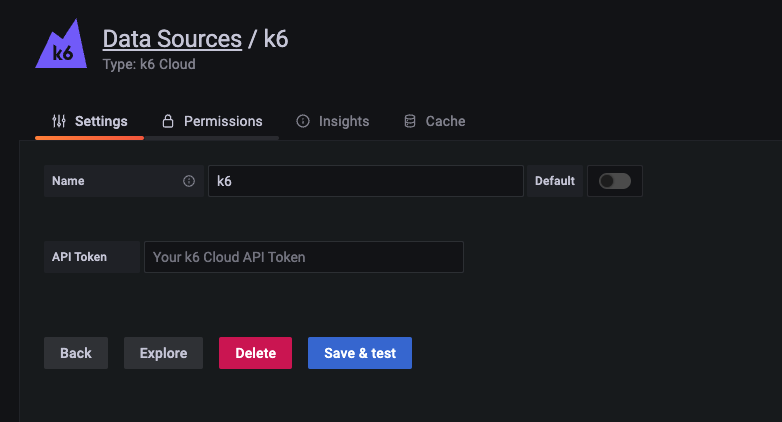 k6
Data Sources / k6
Type: k6 Cloud
Settings Permissions Insights Cache
Name k6 Default
API Token Your k6 Cloud API Token
Back Explore Delete Save & test